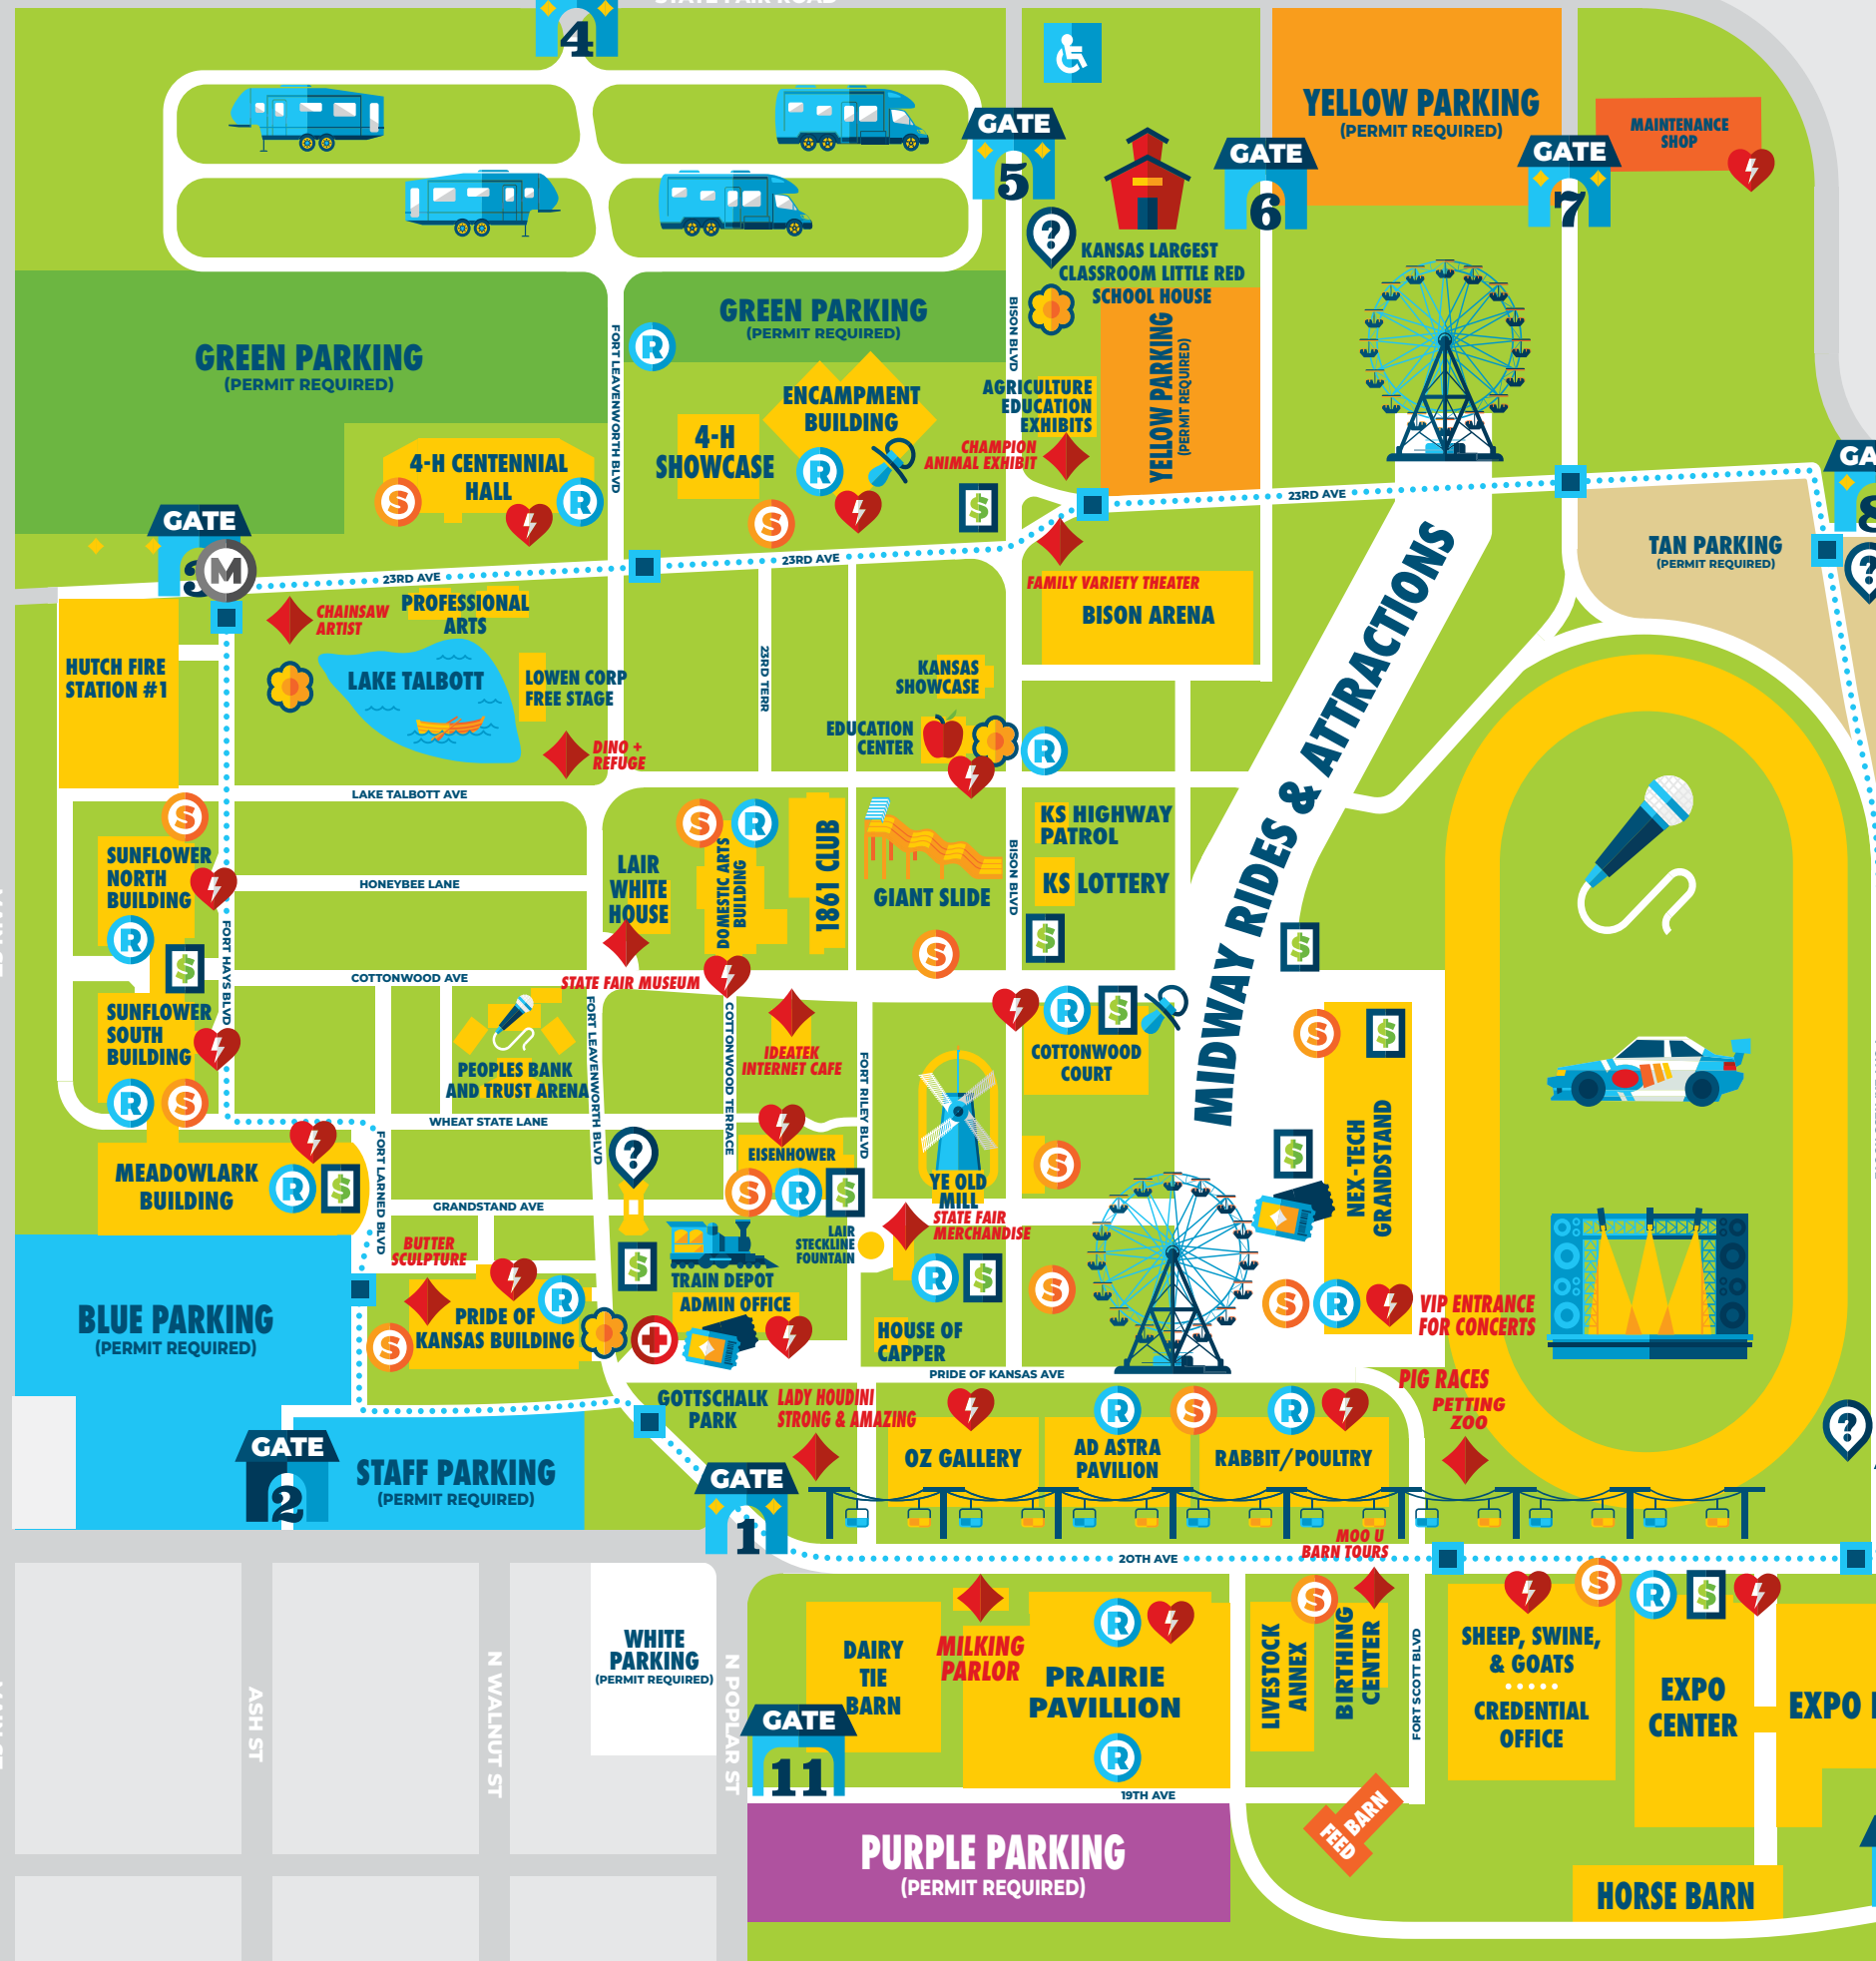 STATE FAIR ROAD
4
GATE
5
YELLOW PARKING
(PERMIT REQUIRED)
MAINTENANCE
SHOP
GATE
6
GATE
7
?
KANSAS LARGEST
CLASSROOM LITTLE RED
SCHOOL HOUSE
GREEN PARKING
(PERMIT REQUIRED)
GREEN PARKING
(PERMIT REQUIRED)
FORT LEAVENWORTH BLVD
R
BISON BLVD
YELLOW PARKING
(PERMIT REQUIRED)
ENCAMPMENT
BUILDING
R
4-H
SHOWCASE
S
AGRICULTURE
EDUCATION
EXHIBITS
CHAMPION
ANIMAL EXHIBIT
$
4-H CENTENNIAL
HALL
S
R
23RD AVE
GATE
3
M
23RD AVE
23RD AVE
GA
8
?
TAN PARKING
(PERMIT REQUIRED)
FAMILY VARIETY THEATER
BISON ARENA
CHAINSAW
ARTIST
PROFESSIONAL
ARTS
HUTCH FIRE
STATION #1
LAKE TALBOTT
LOWEN CORP
FREE STAGE
DINO +
REFUGE
23RD TERR
KANSAS
SHOWCASE
EDUCATION
CENTER
R
MIDWAY RIDES & ATTRACTIONS
LAKE TALBOTT AVE
S
SUNFLOWER
NORTH
BUILDING
R
$
HONEYBEE LANE
FORT HAYS BLVD
LAIR
WHITE
HOUSE
STATE FAIR MUSEUM
S
R
DOMESTIC ARTS
BUILDING
1861 CLUB
GIANT SLIDE
S
BISON BLVD
KS HIGHWAY
PATROL
KS LOTTERY
$
$
COTTONWOOD AVE
SUNFLOWER
SOUTH
BUILDING
R
S
PEOPLES BANK
AND TRUST ARENA
FORT LEAVENWORTH BLVD
COTTONWOOD TERRACE
IDEATEK
INTERNET CAFE
FORT RILEY BLVD
R
$
COTTONWOOD
COURT
S
$
NEX-TECH
GRANDSTAND
WHEAT STATE LANE
MEADOWLARK
BUILDING
R
$
FORT LARNED BLVD
?
EISENHOWER
S
R
$
YE OLD
MILL
S
$
GRANDSTAND AVE
STATE FAIR
MERCHANDISE
LAIR
STECKLINE
FOUNTAIN
R
$
S
BUTTER
SCULPTURE
$
TRAIN DEPOT
ADMIN OFFICE
PRIDE OF
KANSAS BUILDING
R
S
BLUE PARKING
(PERMIT REQUIRED)
HOUSE OF
CAPPER
S
R
VIP ENTRANCE
FOR CONCERTS
PRIDE OF KANSAS AVE
GOTTSCHALK
PARK
LADY HOUDINI
STRONG & AMAZING
OZ GALLERY
R
AD ASTRA
PAVILION
S
R
RABBIT/POULTRY
PIG RACES
PETTING
ZOO
?
GATE
2
STAFF PARKING
(PERMIT REQUIRED)
GATE
1
20TH AVE
MOO U
BARN TOURS
ASH ST
N WALNUT ST
WHITE
PARKING
(PERMIT REQUIRED)
N POPLAR ST
DAIRY
TIE
BARN
MILKING
PARLOR
R
PRAIRIE
PAVILLION
R
S
LIVESTOCK
ANNEX
BIRTHING
CENTER
FORT SCOTT BLVD
S
SHEEP, SWINE,
& GOATS
CREDENTIAL
OFFICE
R
$
EXPO
CENTER
EXPO
GATE
11
19TH AVE
FEED BARN
PURPLE PARKING
(PERMIT REQUIRED)
HORSE BARN